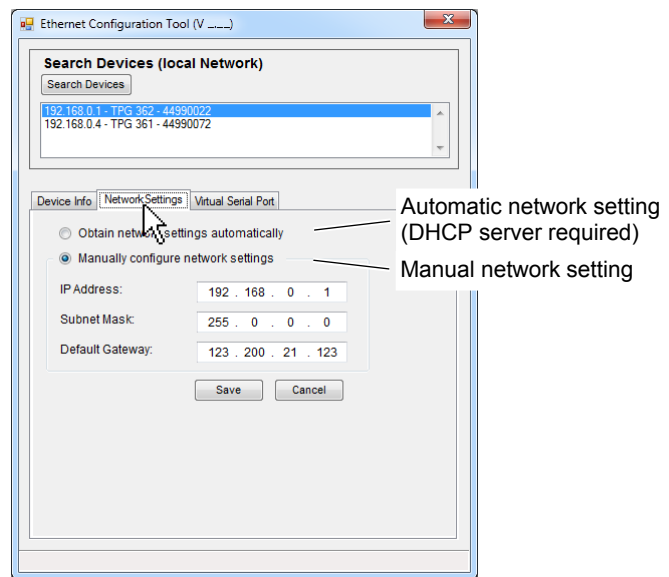 Ethernet Configuration Tool (V _.__)
Search Devices (local Network)
Search Devices
192.168.0.1 - TPG 362 - 44990022
192.168.0.4 - TPG 361 - 44990072
Device Info Network Settings Virtual Serial Port
Obtain network settings automatically
Automatic network setting
(DHCP server required)
Manually configure network settings
Manual network setting
IP Address: 192 . 168 . 0 . 1
Subnet Mask: 255 . 0 . 0 . 0
Default Gateway: 123 . 200 . 21 . 123
Save Cancel